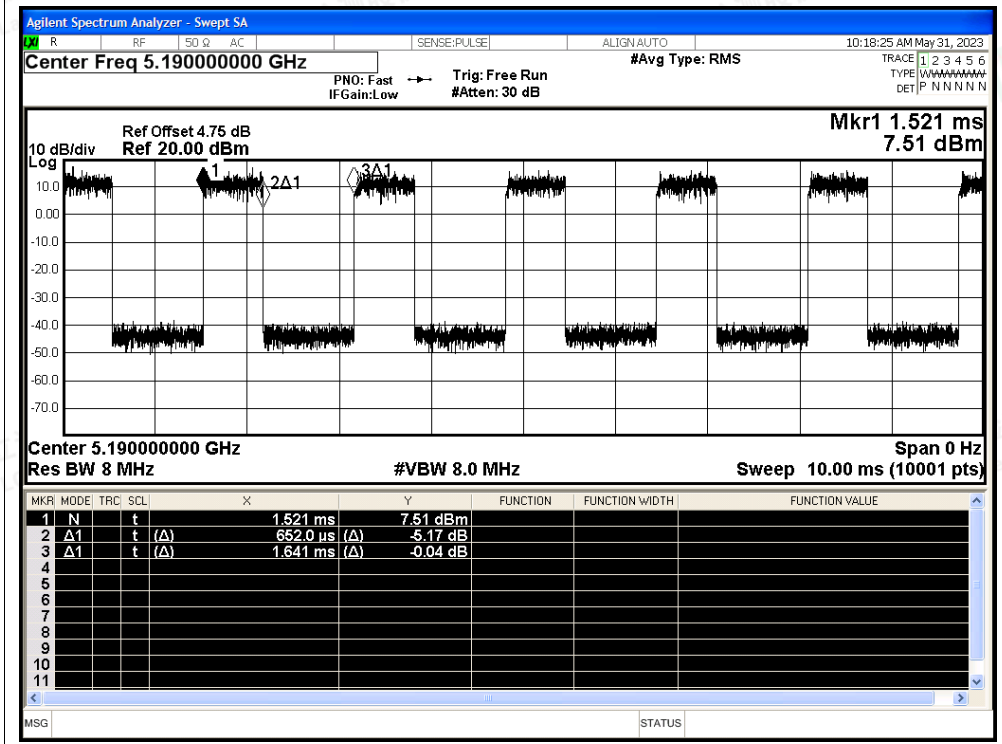 Agilent Spectrum Analyzer - Swept SA
LXI R RF 50 Ω AC SENSE:PULSE ALIGN AUTO 10:18:25 AM May 31, 2023
Center Freq 5.190000000 GHz #Avg Type: RMS TRACE 1 2 3 4 5 6
PNO: Fast Trig: Free Run TYPE WWWWWW
IFGain:Low #Atten: 30 dB DET P N N N N N
Mkr1 1.521 ms
Ref Offset 4.75 dB
10 dB/div Ref 20.00 dBm 7.51 dBm
Log
1 2Δ1 3Δ1
10.0
0.00
-10.0
-20.0
-30.0
-40.0
-50.0
-60.0
-70.0
Center 5.190000000 GHz Span 0 Hz
Res BW 8 MHz #VBW 8.0 MHz Sweep 10.00 ms (10001 pts)
MKR MODE TRC SCL X Y FUNCTION FUNCTION WIDTH FUNCTION VALUE
1 N t 1.521 ms 7.51 dBm
2 Δ1 t (Δ) 652.0 µs (Δ) -5.17 dB
3 Δ1 t (Δ) 1.641 ms (Δ) -0.04 dB
4
5
6
7
8
9
10
11
MSG STATUS